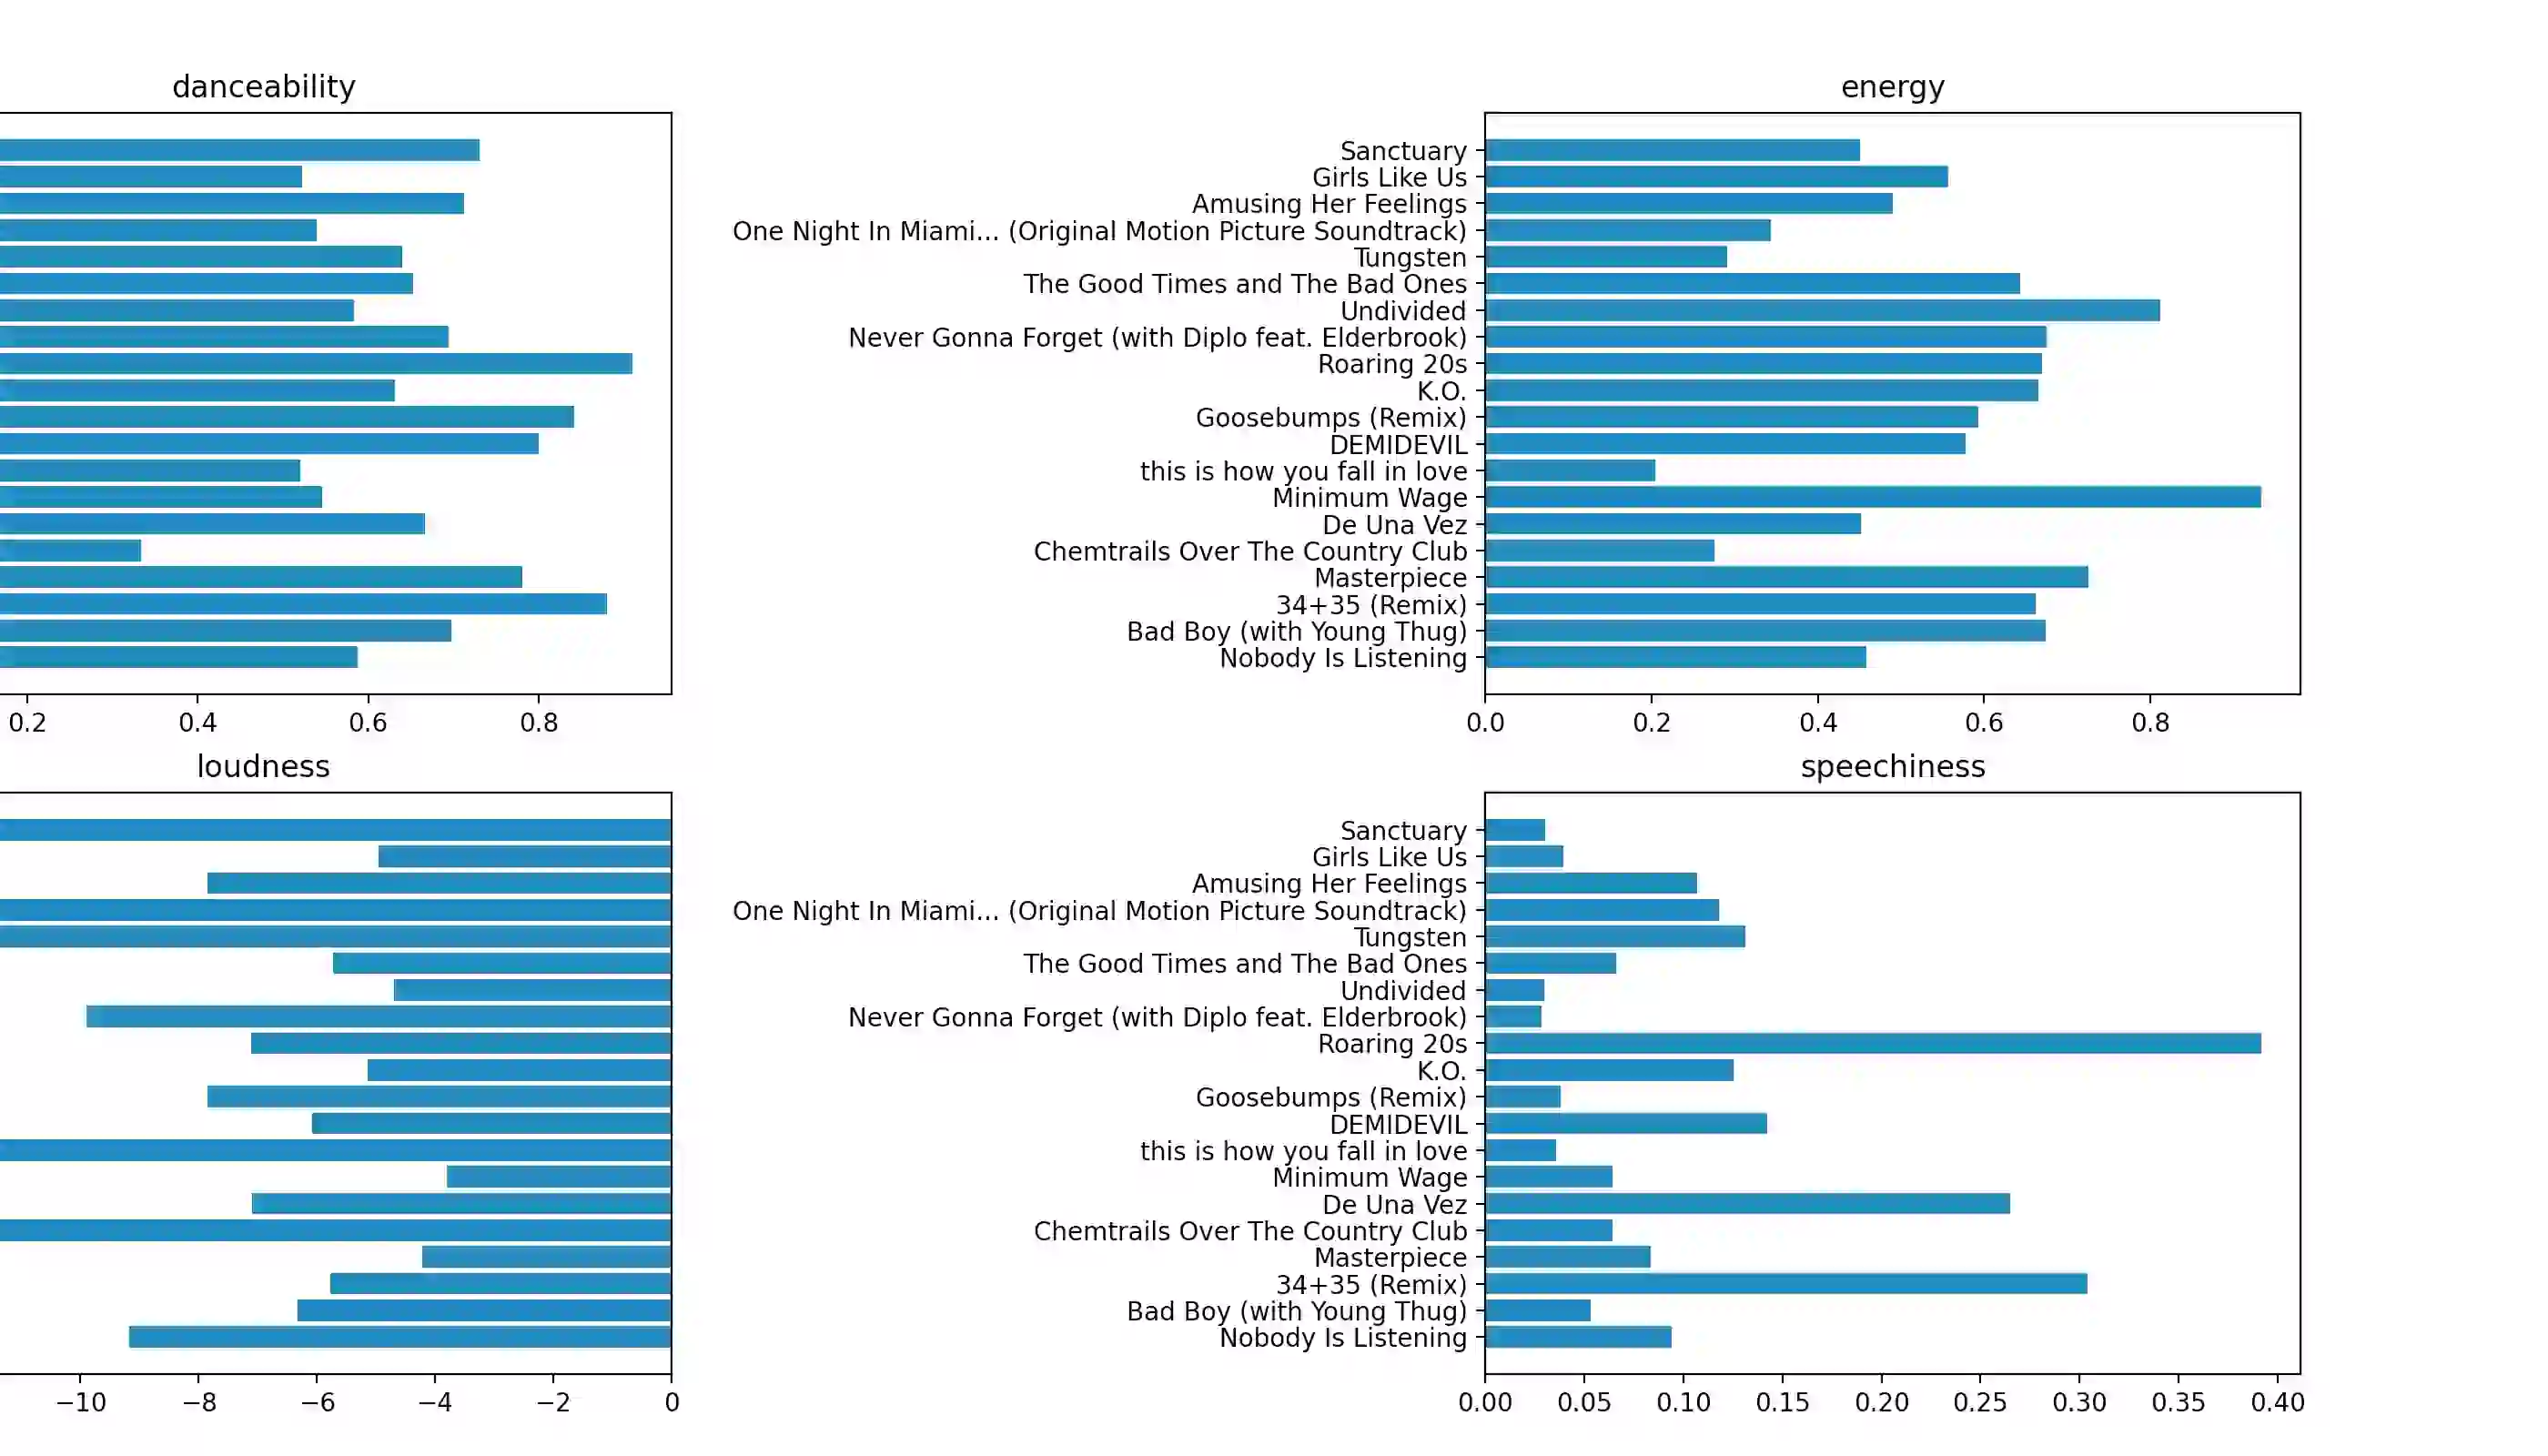 danceability
0.2 0.4 0.6 0.8
energy
Sanctuary
Girls Like Us
Amusing Her Feelings
One Night In Miami... (Original Motion Picture Soundtrack)
Tungsten
The Good Times and The Bad Ones
Undivided
Never Gonna Forget (with Diplo feat. Elderbrook)
Roaring 20s
K.O.
Goosebumps (Remix)
DEMIDEVIL
this is how you fall in love
Minimum Wage
De Una Vez
Chemtrails Over The Country Club
Masterpiece
34+35 (Remix)
Bad Boy (with Young Thug)
Nobody Is Listening
0.0 0.2 0.4 0.6 0.8
loudness
−10 −8 −6 −4 −2 0
speechiness
Sanctuary
Girls Like Us
Amusing Her Feelings
One Night In Miami... (Original Motion Picture Soundtrack)
Tungsten
The Good Times and The Bad Ones
Undivided
Never Gonna Forget (with Diplo feat. Elderbrook)
Roaring 20s
K.O.
Goosebumps (Remix)
DEMIDEVIL
this is how you fall in love
Minimum Wage
De Una Vez
Chemtrails Over The Country Club
Masterpiece
34+35 (Remix)
Bad Boy (with Young Thug)
Nobody Is Listening
0.00 0.05 0.10 0.15 0.20 0.25 0.30 0.35 0.40